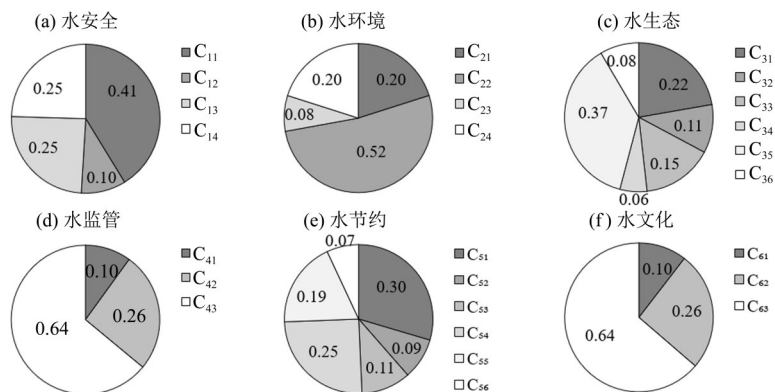 (a) 水安全
0.41
0.10
0.25
0.25
C₁₁
C₁₂
C₁₃
C₁₄
(b) 水环境
0.20
0.52
0.08
0.20
C₂₁
C₂₂
C₂₃
C₂₄
(c) 水生态
0.22
0.11
0.15
0.06
0.37
0.08
C₃₁
C₃₂
C₃₃
C₃₄
C₃₅
C₃₆
(d) 水监管
0.10
0.26
0.64
C₄₁
C₄₂
C₄₃
(e) 水节约
0.30
0.09
0.11
0.25
0.19
0.07
C₅₁
C₅₂
C₅₃
C₅₄
C₅₅
C₅₆
(f) 水文化
0.10
0.26
0.64
C₆₁
C₆₂
C₆₃